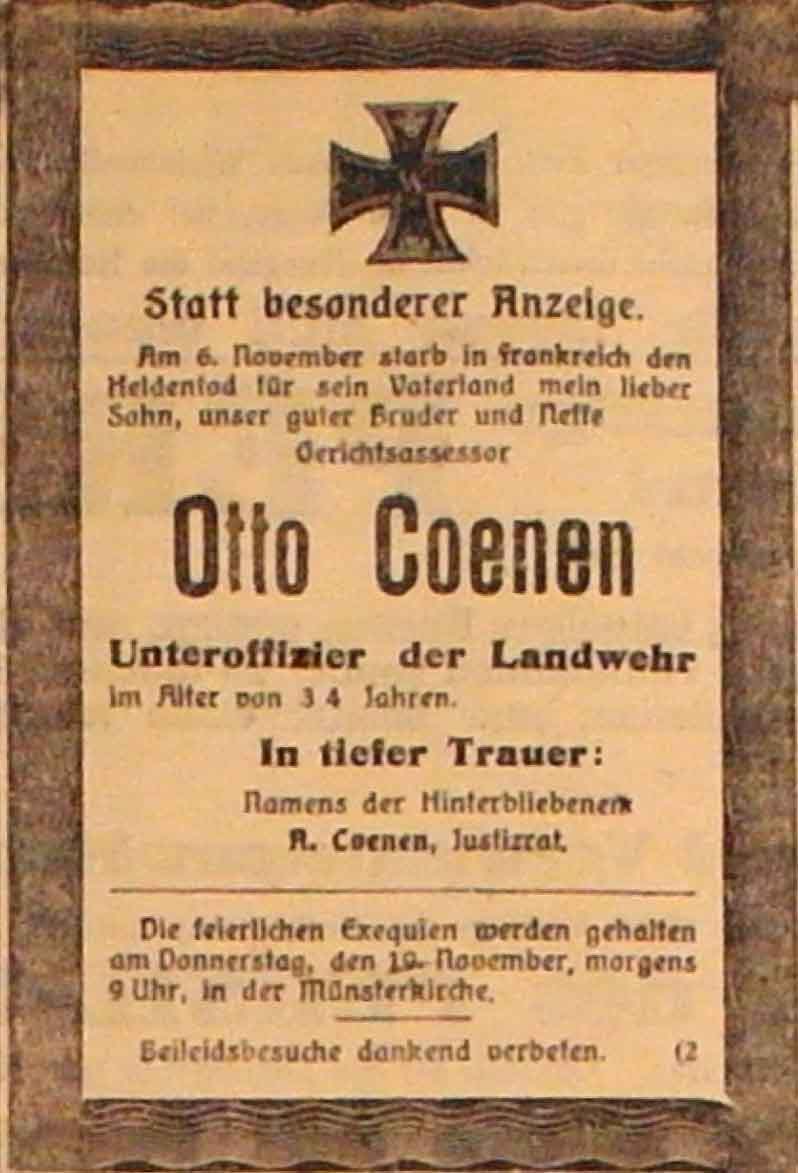 Statt besonderer Anzeige.
Am 6. November starb in Frankreich den
Heldentod für sein Vaterland mein lieber
Sohn, unser guter Bruder und Neffe
Gerichtsassessor
Otto Coenen
Unteroffizier der Landwehr
im Alter von 34 Jahren.
In tiefer Trauer:
Namens der Hinterbliebenen
A. Coenen, Justizrat.
Die feierlichen Exequien werden gehalten
am Donnerstag, den 19. November, morgens
9 Uhr, in der Münsterkirche.
Beileidsbesuche dankend verbeten. (2